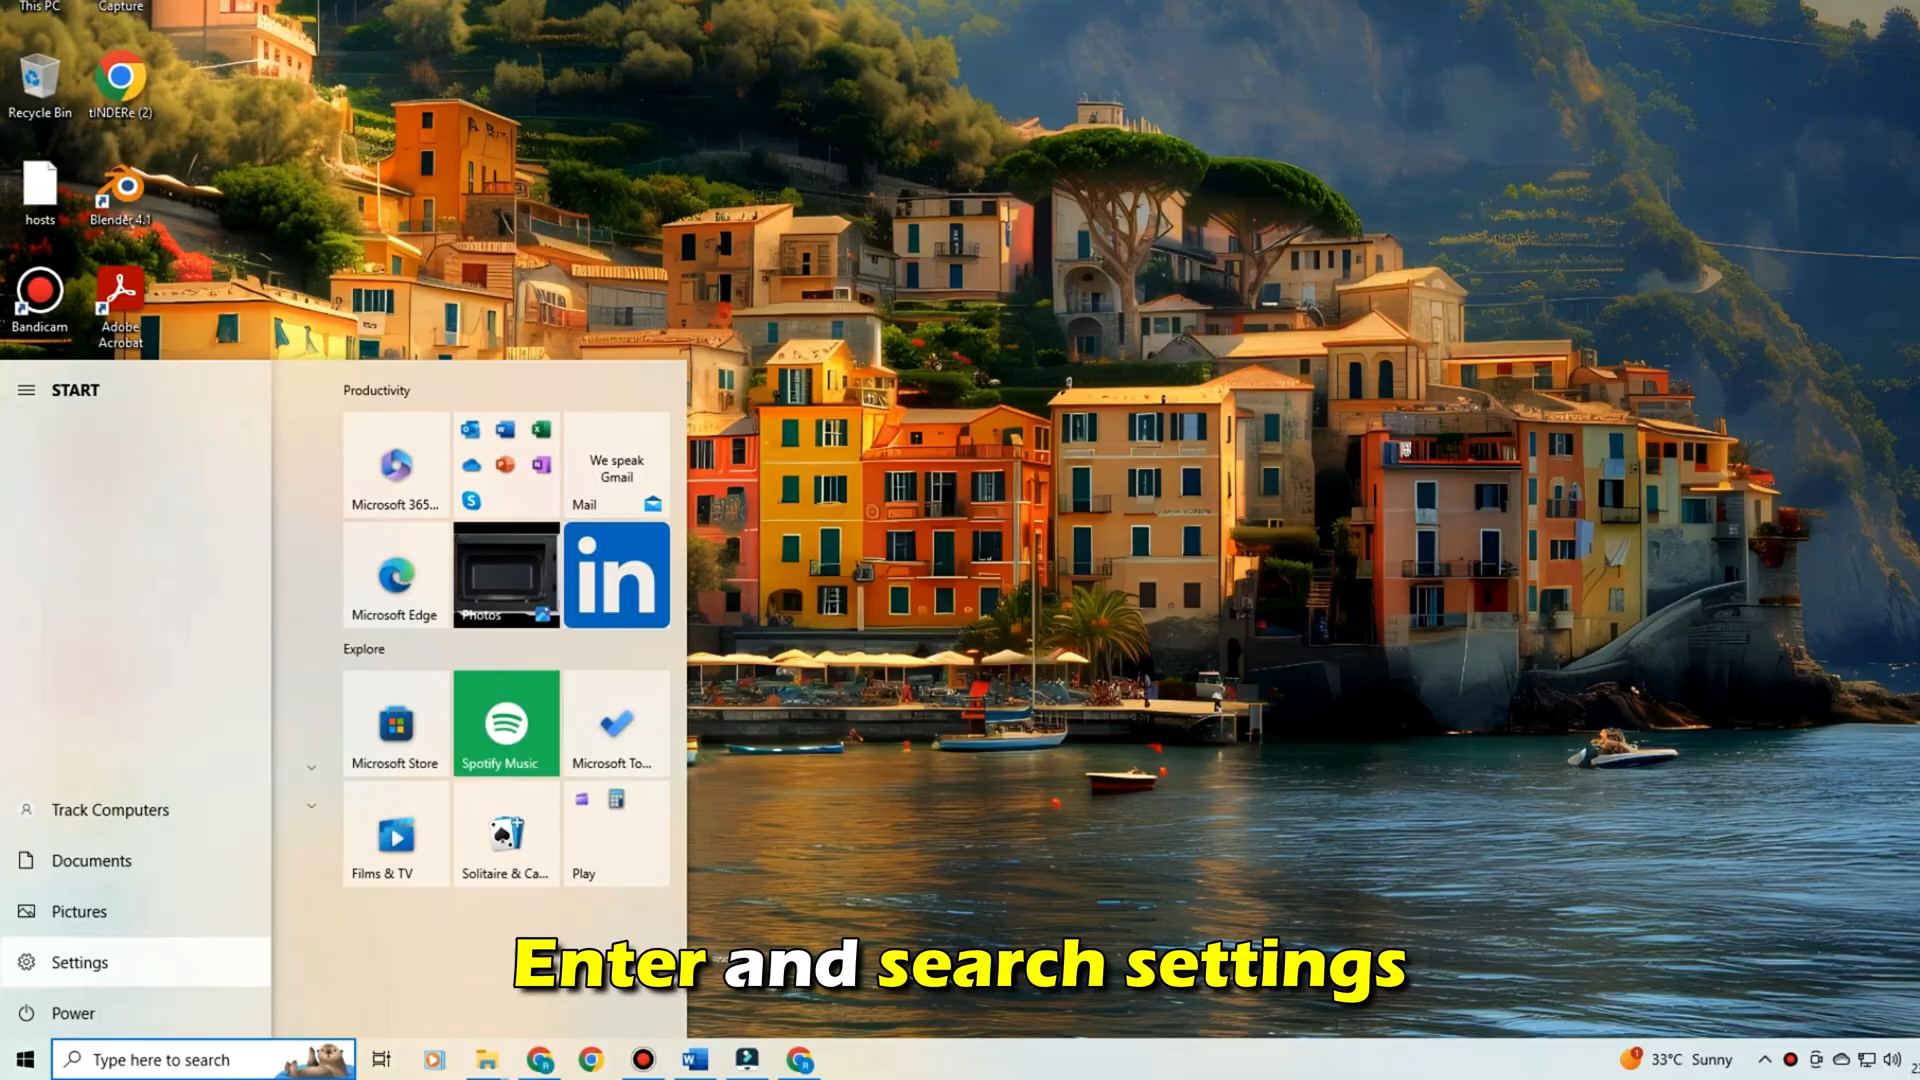 This PC
Capture
Recycle Bin
tINDERe (2)
hosts
Blender 4.1
Bandicam
Adobe
Acrobat
START
Productivity
Microsoft 365...
We speak
Gmail
Mail
Microsoft Edge
Photos
in
Explore
Microsoft Store
Spotify Music
Microsoft To...
Films & TV
Solitaire & Ca...
Play
Track Computers
Documents
Pictures
Settings
Power
Enter and search settings
Type here to search
33°C Sunny